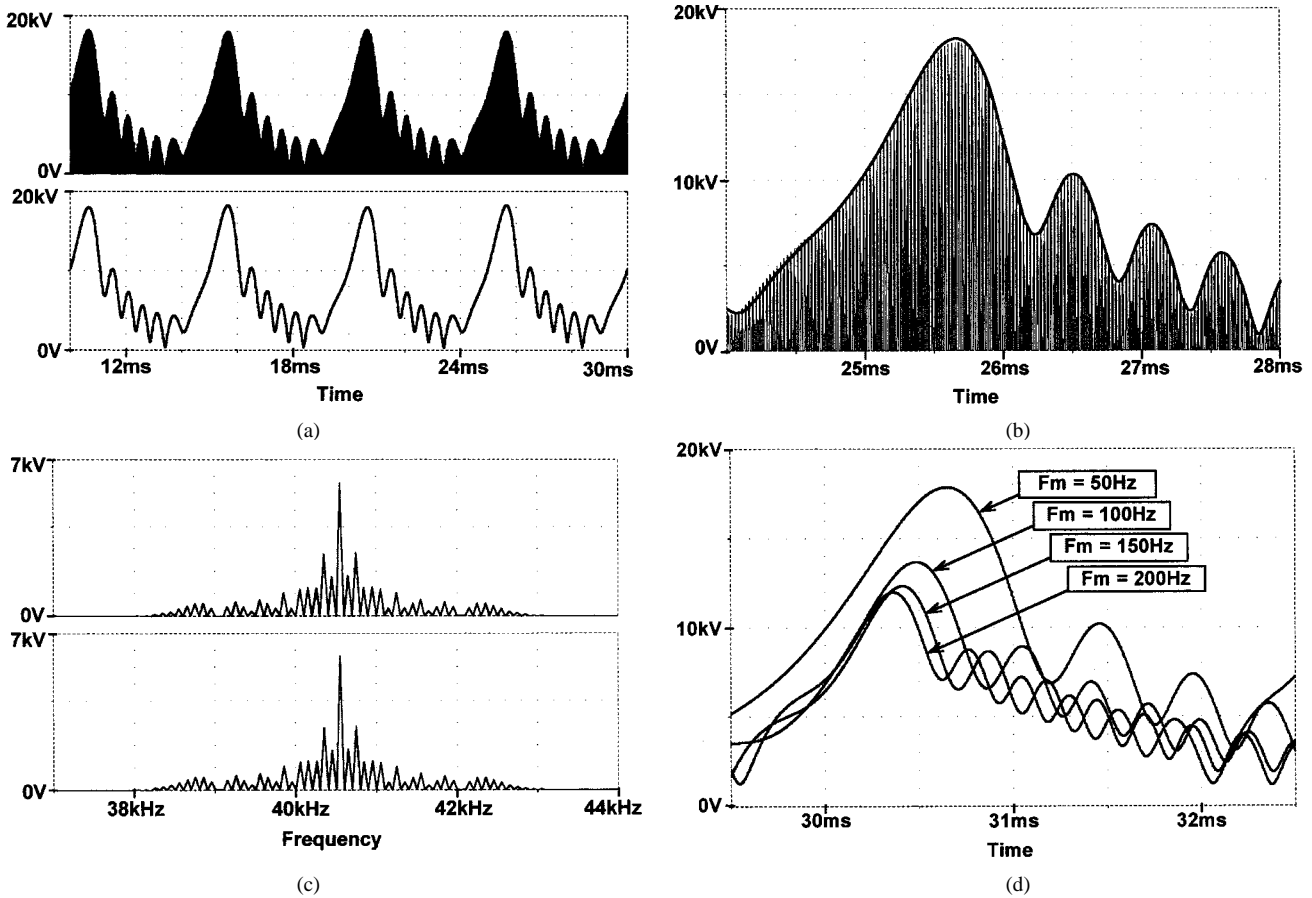 20kV
0V
20kV
0V
12ms 18ms 24ms 30ms
Time
(a)
20kV
10kV
0V
25ms 26ms 27ms 28ms
Time
(b)
7kV
0V
7kV
0V
38kHz 40kHz 42kHz 44kHz
Frequency
(c)
20kV
Fm = 50Hz
Fm = 100Hz
Fm = 150Hz
Fm = 200Hz
10kV
0V
30ms 31ms 32ms
Time
(d)